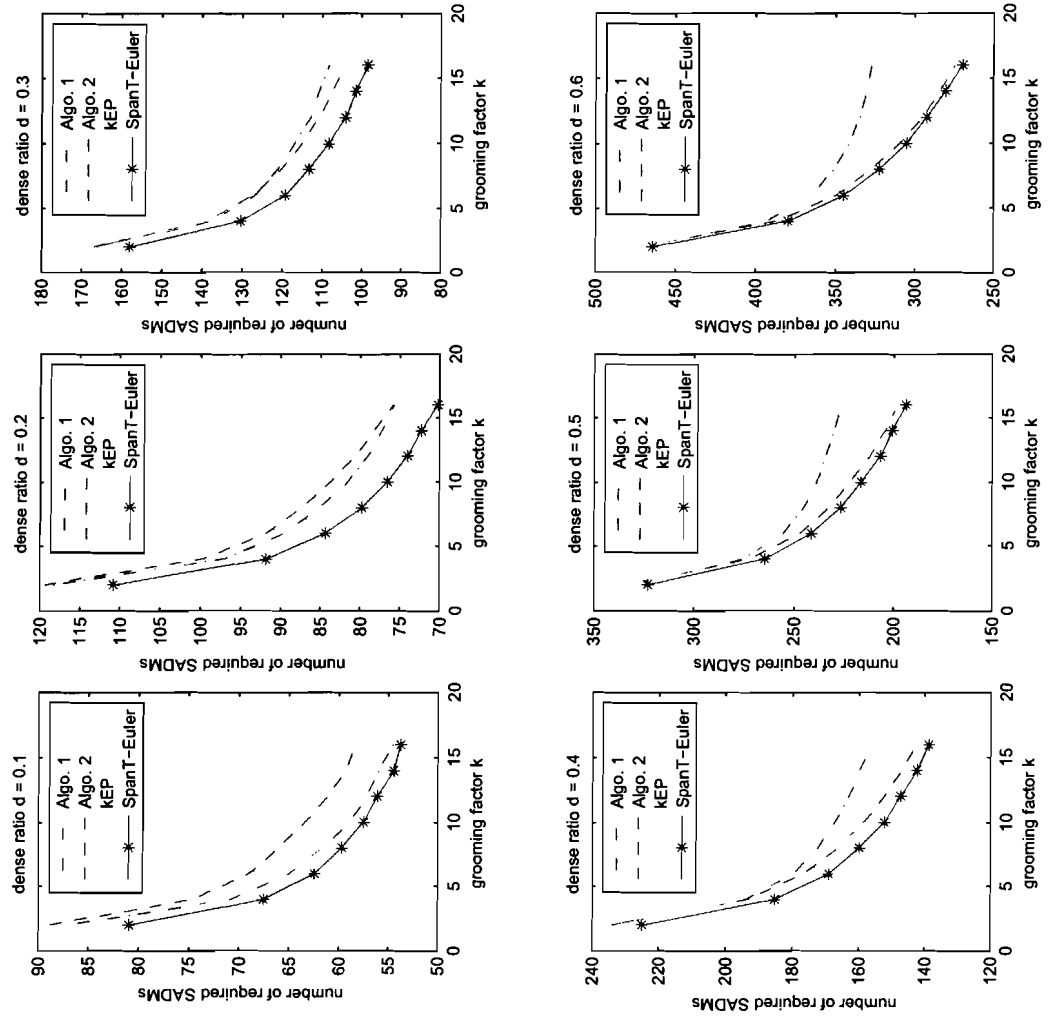 dense ratio d = 0.1
90
85
80
75
70
65
60
55
50
number of required SADMs
Algo. 1
Algo. 2
kEP
SpanT-Euler
0
5
10
15
20
grooming factor k
dense ratio d = 0.2
120
115
110
105
100
95
90
85
80
75
70
number of required SADMs
Algo. 1
Algo. 2
kEP
SpanT-Euler
0
5
10
15
20
grooming factor k
dense ratio d = 0.3
180
170
160
150
140
130
120
110
100
90
80
number of required SADMs
Algo. 1
Algo. 2
kEP
SpanT-Euler
0
5
10
15
20
grooming factor k
dense ratio d = 0.4
240
220
200
180
160
140
120
number of required SADMs
Algo. 1
Algo. 2
kEP
SpanT-Euler
0
5
10
15
20
grooming factor k
dense ratio d = 0.5
350
300
250
200
150
number of required SADMs
Algo. 1
Algo. 2
kEP
SpanT-Euler
0
5
10
15
20
grooming factor k
dense ratio d = 0.6
500
450
400
350
300
250
number of required SADMs
Algo. 1
Algo. 2
kEP
SpanT-Euler
0
5
10
15
20
grooming factor k